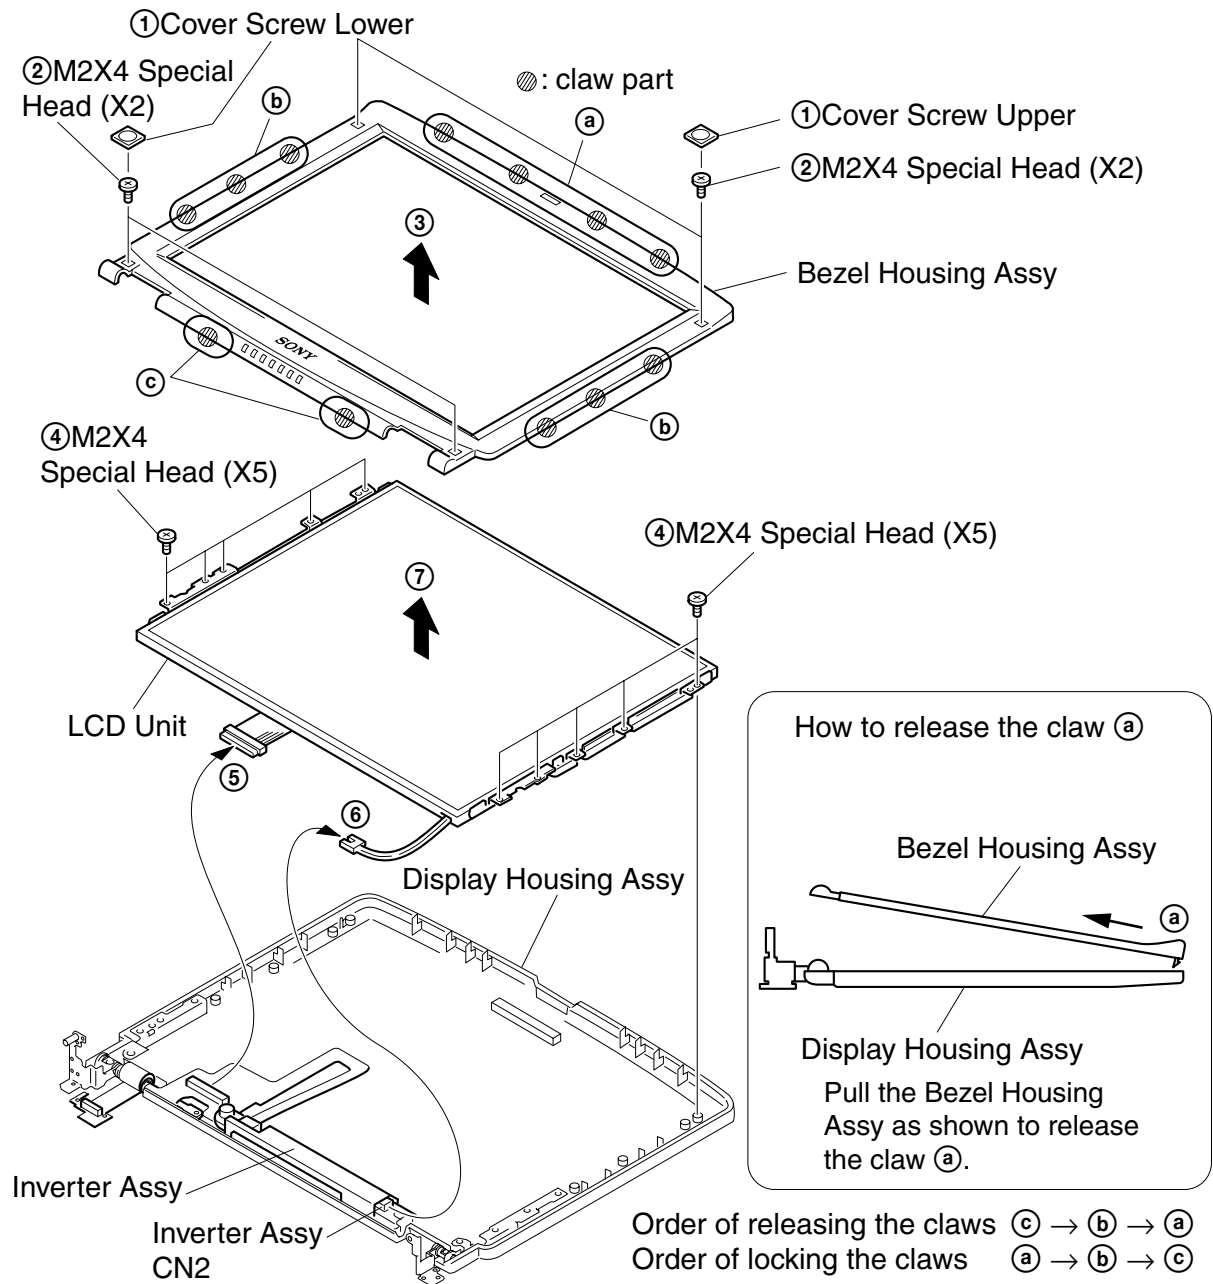 ①Cover Screw Lower
②M2X4 Special
Head (X2)
ⓑ
: claw part
ⓐ
①Cover Screw Upper
②M2X4 Special Head (X2)
③
Bezel Housing Assy
SONY
ⓒ
ⓑ
④M2X4
Special Head (X5)
④M2X4 Special Head (X5)
⑦
LCD Unit
⑤
⑥
Display Housing Assy
How to release the claw ⓐ
Bezel Housing Assy
ⓐ
Display Housing Assy
Pull the Bezel Housing
Assy as shown to release
the claw ⓐ.
Inverter Assy
Inverter Assy
CN2
Order of releasing the claws ⓒ → ⓑ → ⓐ
Order of locking the claws ⓐ → ⓑ → ⓒ